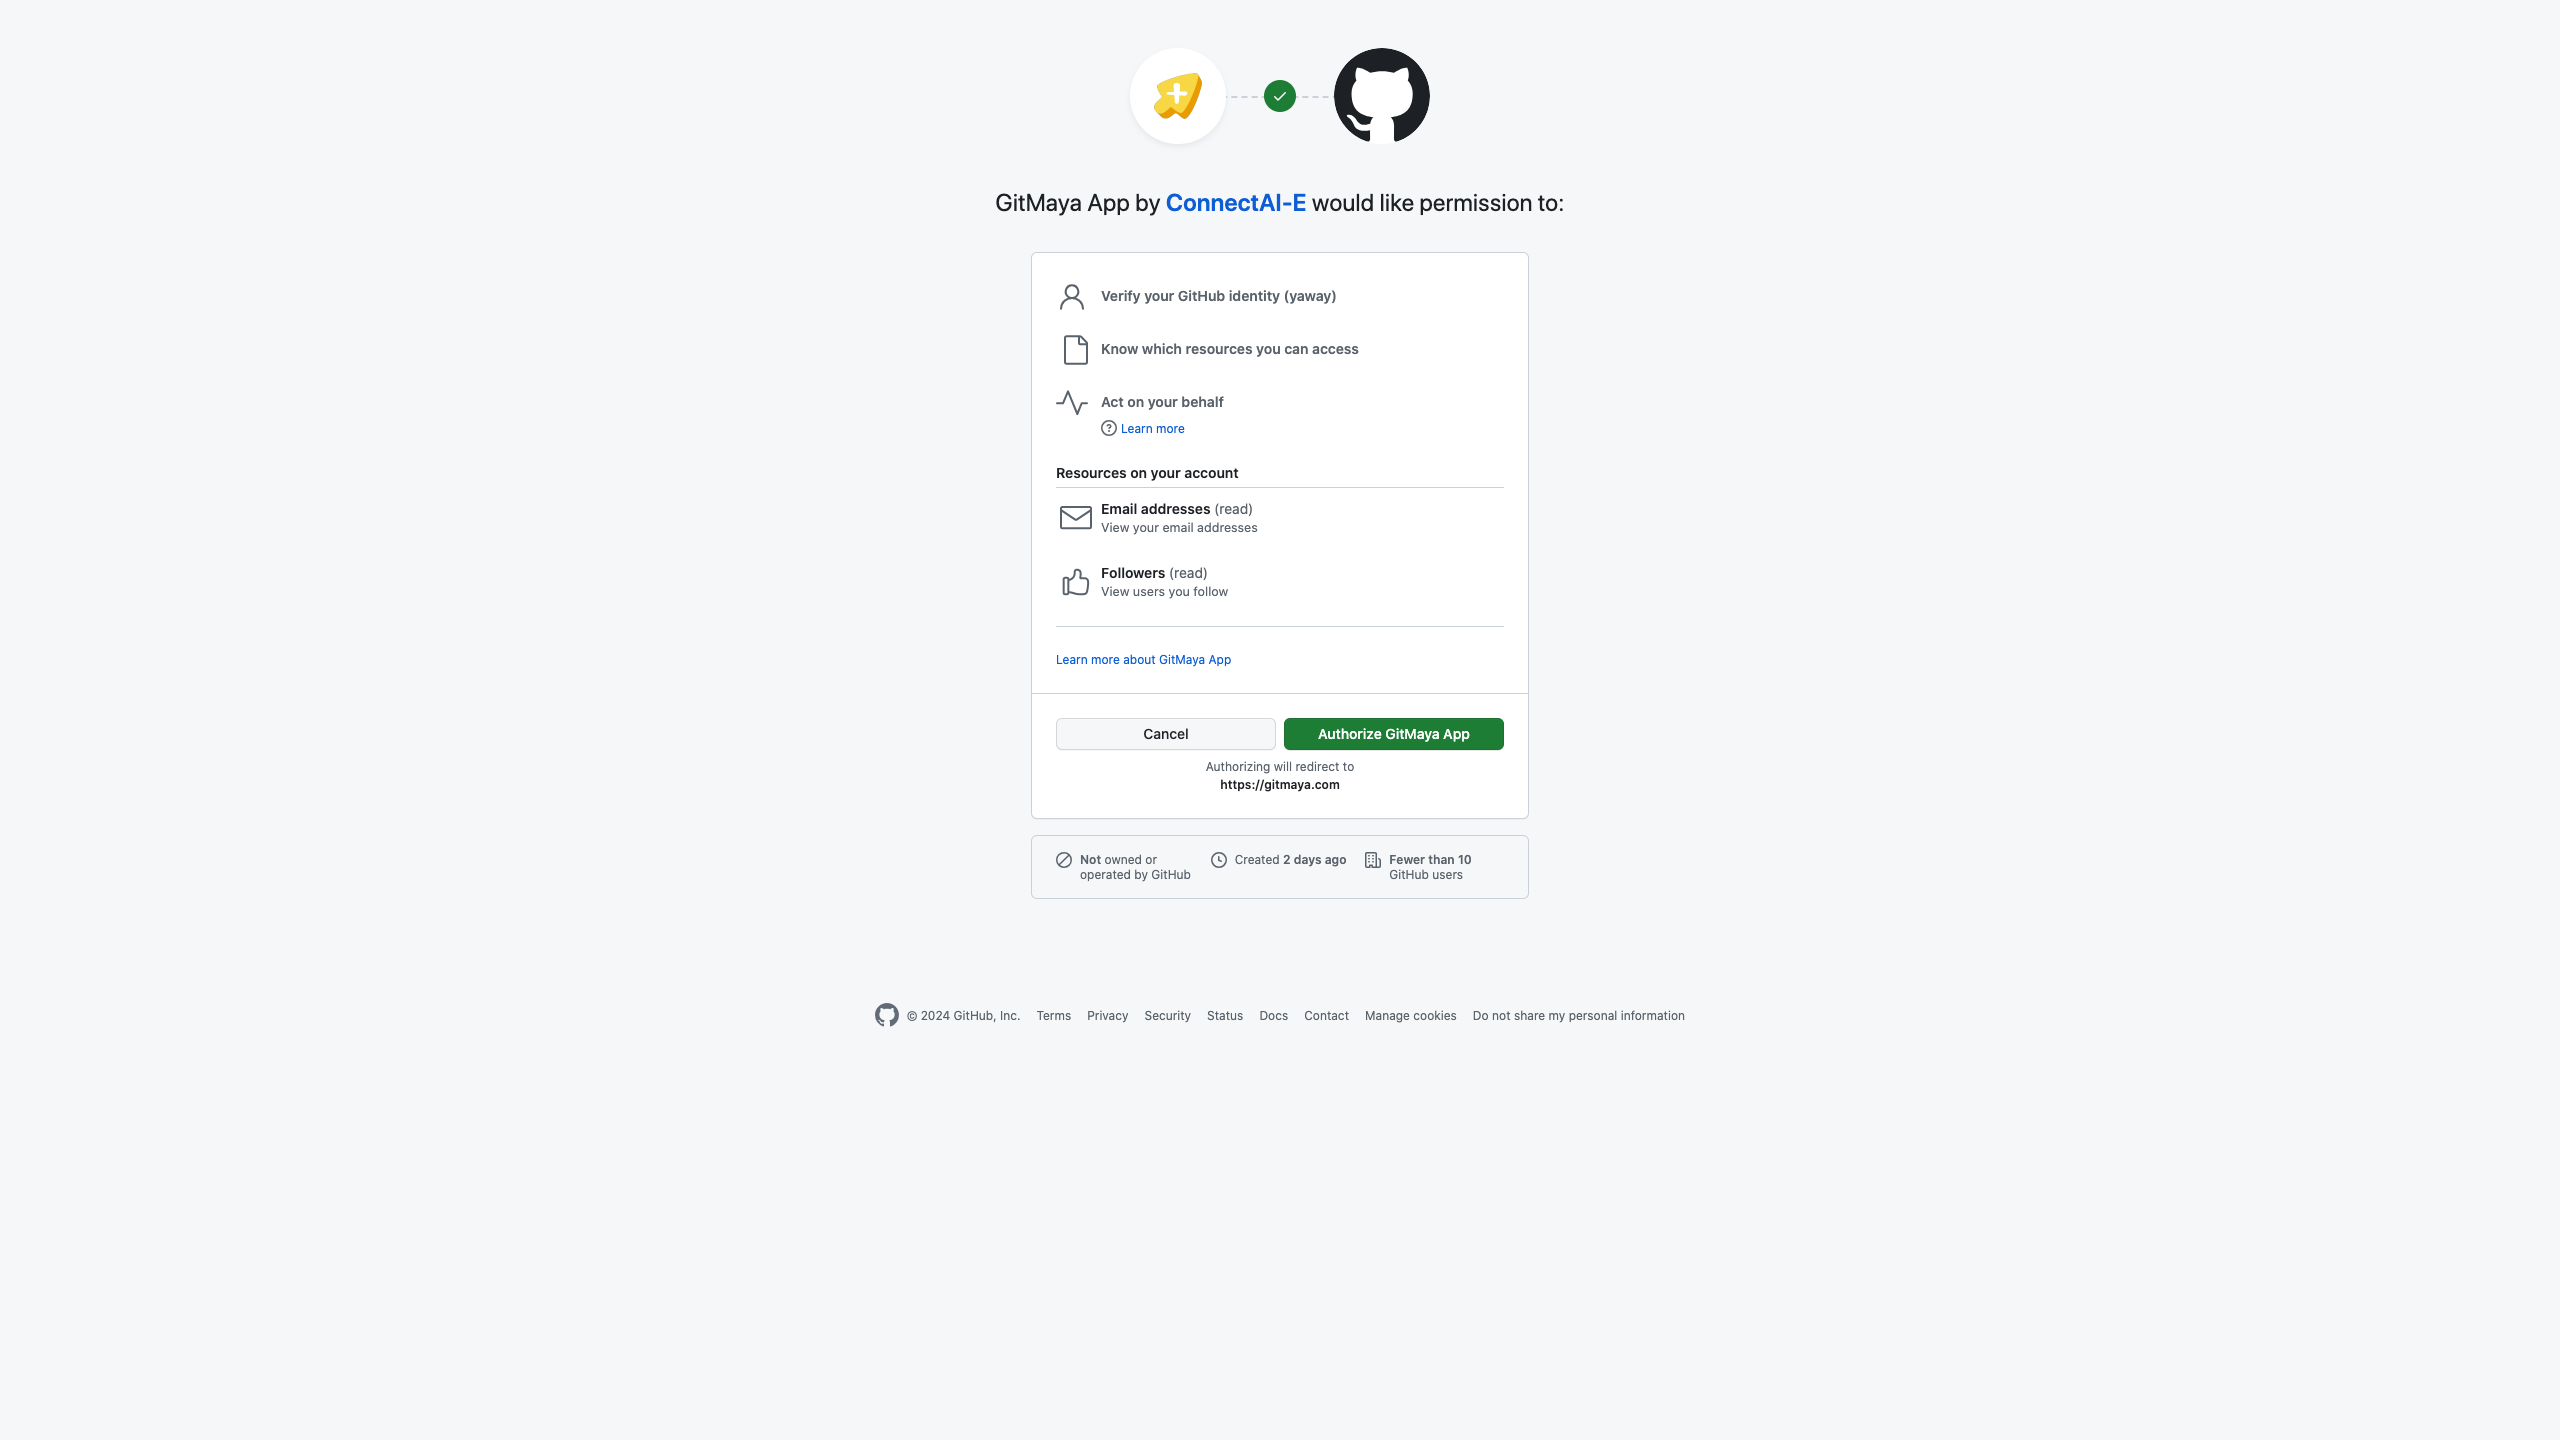 GitMaya App by ConnectAI-E would like permission to:
Verify your GitHub identity (yaway)
Know which resources you can access
Act on your behalf
Learn more
Resources on your account
Email addresses (read)
View your email addresses
Followers (read)
View users you follow
Learn more about GitMaya App
Cancel
Authorize GitMaya App
Authorizing will redirect to
https://gitmaya.com
Not owned or
operated by GitHub
Created 2 days ago
Fewer than 10
GitHub users
© 2024 GitHub, Inc. Terms Privacy Security Status Docs Contact Manage cookies Do not share my personal information